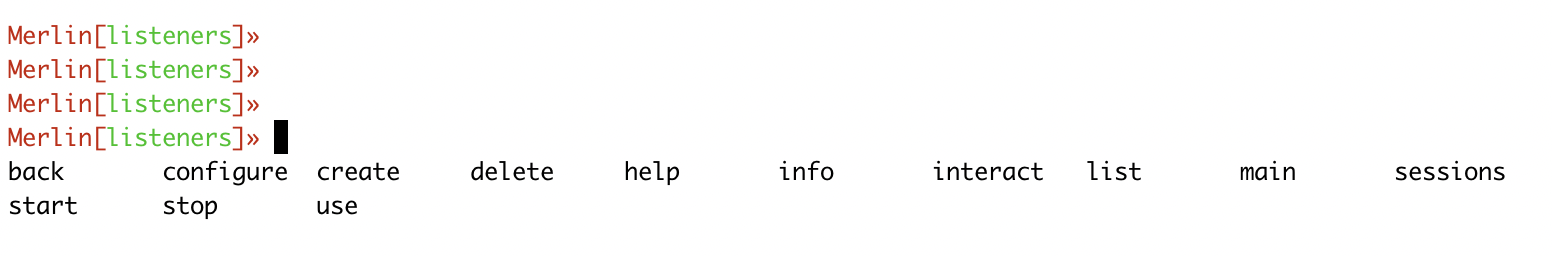 Merlin[listeners]»
Merlin[listeners]»
Merlin[listeners]»
Merlin[listeners]»
back configure create delete help info interact list main sessions
start stop use